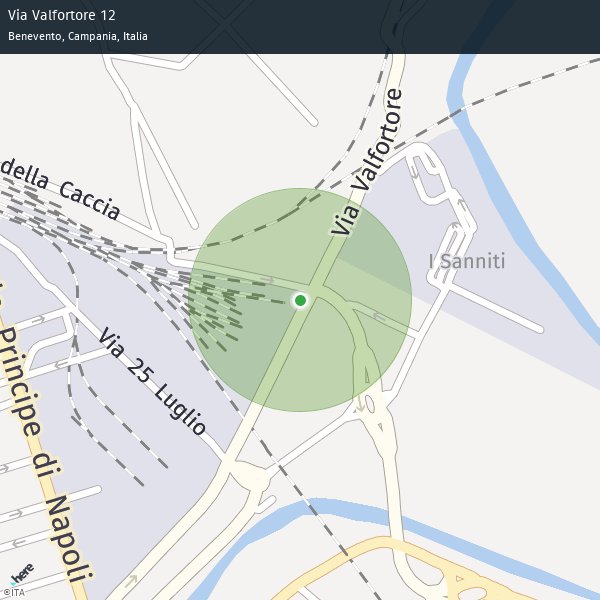 Via Valfortore 12
Benevento, Campania, Italia
Via Valfortore
della Caccia
I Sanniti
Via 25 Luglio
Principe di Napoli
here
©ITA